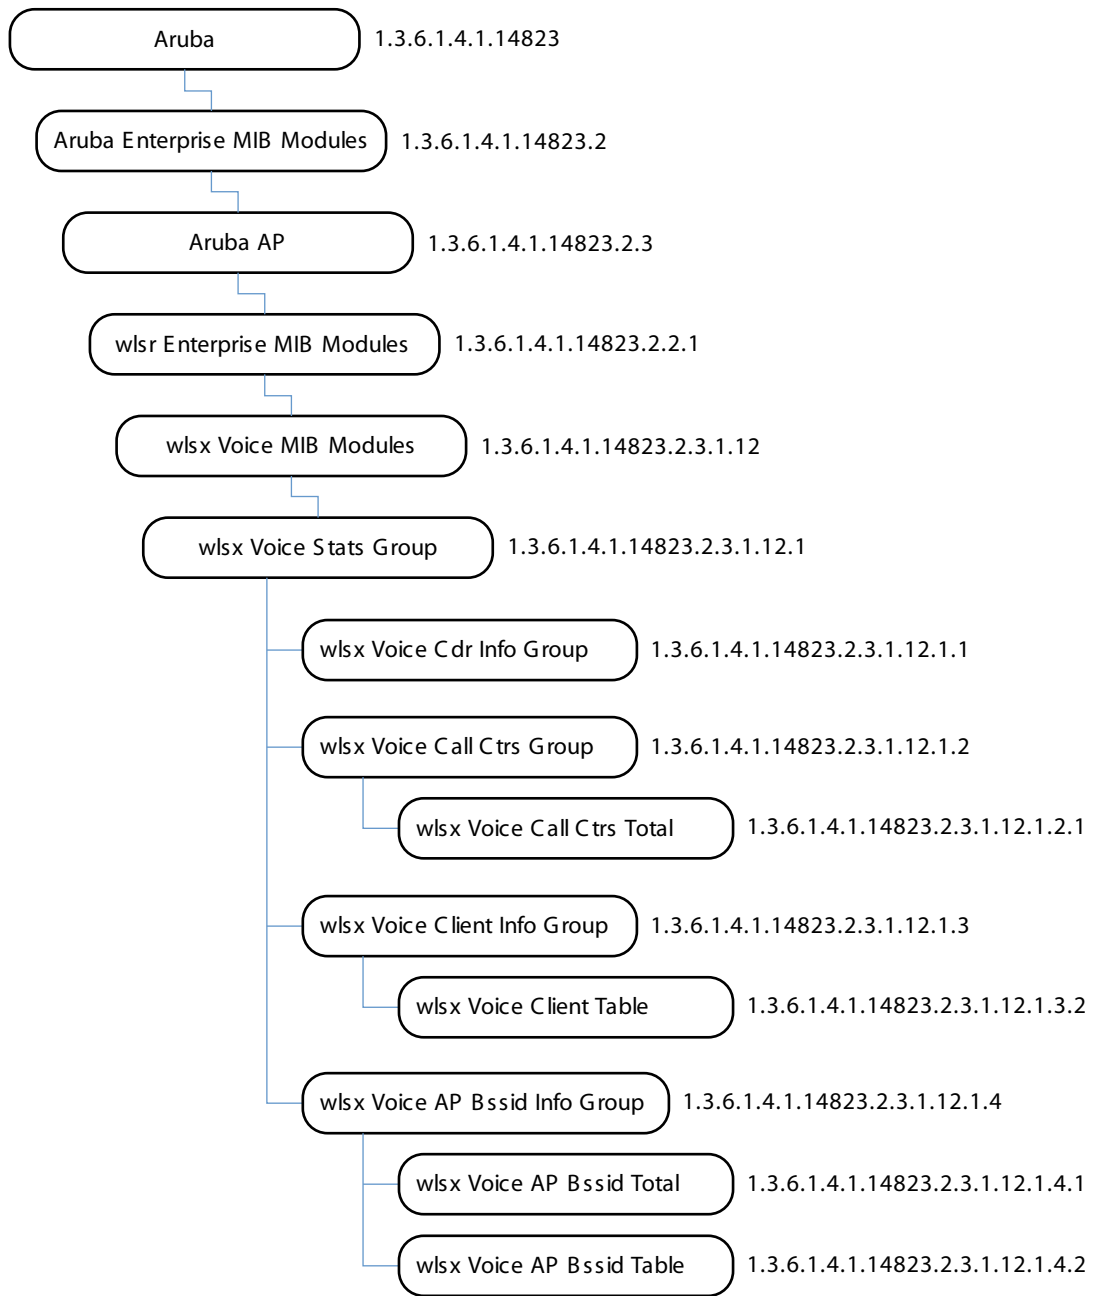 Aruba 1.3.6.1.4.1.14823
Aruba Enterprise MIB Modules 1.3.6.1.4.1.14823.2
Aruba AP 1.3.6.1.4.1.14823.2.3
wlsr Enterprise MIB Modules 1.3.6.1.4.1.14823.2.2.1
wlsx Voice MIB Modules 1.3.6.1.4.1.14823.2.3.1.12
wlsx Voice Stats Group 1.3.6.1.4.1.14823.2.3.1.12.1
wlsx Voice Cdr Info Group 1.3.6.1.4.1.14823.2.3.1.12.1.1
wlsx Voice Call Ctrs Group 1.3.6.1.4.1.14823.2.3.1.12.1.2
wlsx Voice Call Ctrs Total 1.3.6.1.4.1.14823.2.3.1.12.1.2.1
wlsx Voice Client Info Group 1.3.6.1.4.1.14823.2.3.1.12.1.3
wlsx Voice Client Table 1.3.6.1.4.1.14823.2.3.1.12.1.3.2
wlsx Voice AP Bssid Info Group 1.3.6.1.4.1.14823.2.3.1.12.1.4
wlsx Voice AP Bssid Total 1.3.6.1.4.1.14823.2.3.1.12.1.4.1
wlsx Voice AP Bssid Table 1.3.6.1.4.1.14823.2.3.1.12.1.4.2